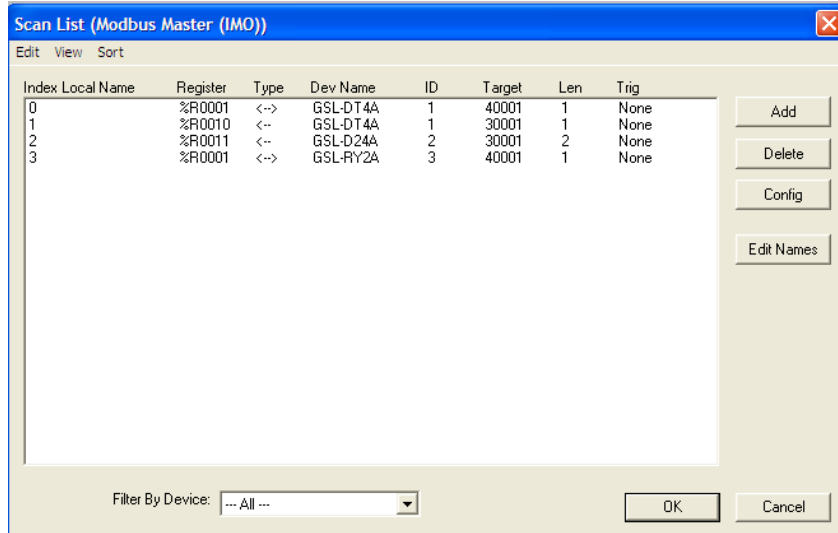 Scan List (Modbus Master (IMO))
Edit View Sort
Index Local Name Register Type Dev Name ID Target Len Trig
0 %R0001 <--> GSL-DT4A 1 40001 1 None
1 %R0010 <-- GSL-DT4A 1 30001 1 None
2 %R0011 <-- GSL-D24A 2 30001 2 None
3 %R0001 <--> GSL-RY2A 3 40001 1 None
Add
Delete
Config
Edit Names
Filter By Device: --- All ---
OK Cancel